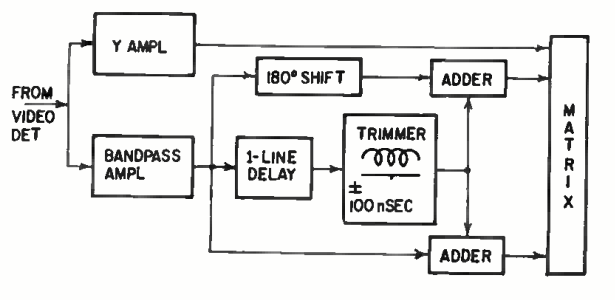 Y AMPL
180° SHIFT
ADDER
FROM
VIDEO
DET
BANDPASS
AMPL
1-LINE
DELAY
TRIMMER
±
100 nSEC
ADDER
M
A
T
R
I
X